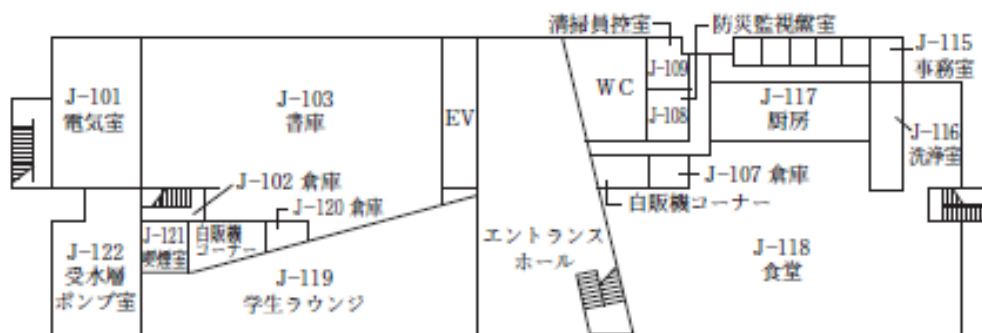 清掃員控室
防災監視盤室
J-101
電気室
J-103
書庫
EV
WC
J-109
J-108
J-117
厨房
J-115
事務室
J-116
洗浄室
J-102 倉庫
J-120 倉庫
J-107 倉庫
自販機コーナー
J-122
受水層
ポンプ室
J-121
喫煙室
自販機
コーナー
J-119
学生ラウンジ
エントランス
ホール
J-118
食堂